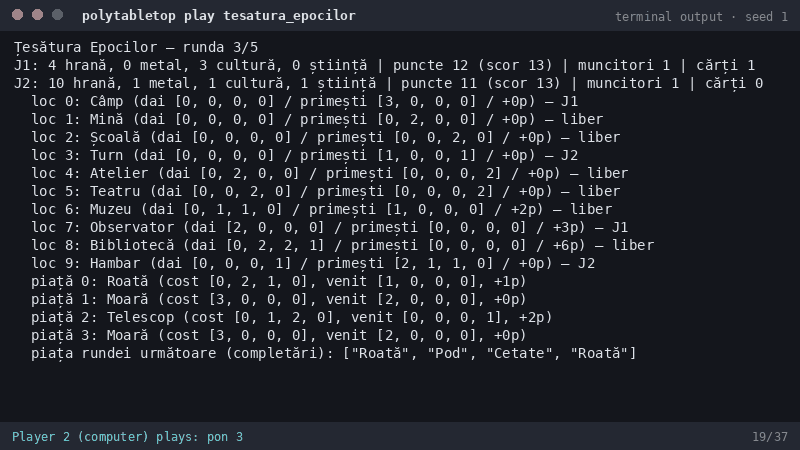 polytabletop play tesatura_epocilor
terminal output · seed 1
Țesătura Epocilor — runda 3/5
J1: 4 hrană, 0 metal, 3 cultură, 0 știință | puncte 12 (scor 13) | muncitori 1 | cărți 1
J2: 10 hrană, 1 metal, 1 cultură, 1 știință | puncte 11 (scor 13) | muncitori 1 | cărți 0
loc 0: Câmp (dai [0, 0, 0, 0] / primești [3, 0, 0, 0] / +0p) — J1
loc 1: Mină (dai [0, 0, 0, 0] / primești [0, 2, 0, 0] / +0p) — liber
loc 2: Școală (dai [0, 0, 0, 0] / primești [0, 0, 2, 0] / +0p) — liber
loc 3: Turn (dai [0, 0, 0, 0] / primești [1, 0, 0, 1] / +0p) — J2
loc 4: Atelier (dai [0, 2, 0, 0] / primești [0, 0, 0, 2] / +0p) — liber
loc 5: Teatru (dai [0, 0, 2, 0] / primești [0, 0, 0, 2] / +0p) — liber
loc 6: Muzeu (dai [0, 1, 1, 0] / primești [1, 0, 0, 0] / +2p) — liber
loc 7: Observator (dai [2, 0, 0, 0] / primești [0, 0, 0, 0] / +3p) — J1
loc 8: Bibliotecă (dai [0, 2, 2, 1] / primești [0, 0, 0, 0] / +6p) — liber
loc 9: Hambar (dai [0, 0, 0, 1] / primești [2, 1, 1, 0] / +0p) — J2
piață 0: Roată (cost [0, 2, 1, 0], venit [1, 0, 0, 0], +1p)
piață 1: Moară (cost [3, 0, 0, 0], venit [2, 0, 0, 0], +0p)
piață 2: Telescop (cost [0, 1, 2, 0], venit [0, 0, 0, 1], +2p)
piață 3: Moară (cost [3, 0, 0, 0], venit [2, 0, 0, 0], +0p)
piața rundei următoare (completări): ["Roată", "Pod", "Cetate", "Roată"]
Player 2 (computer) plays: pon 3
19/37